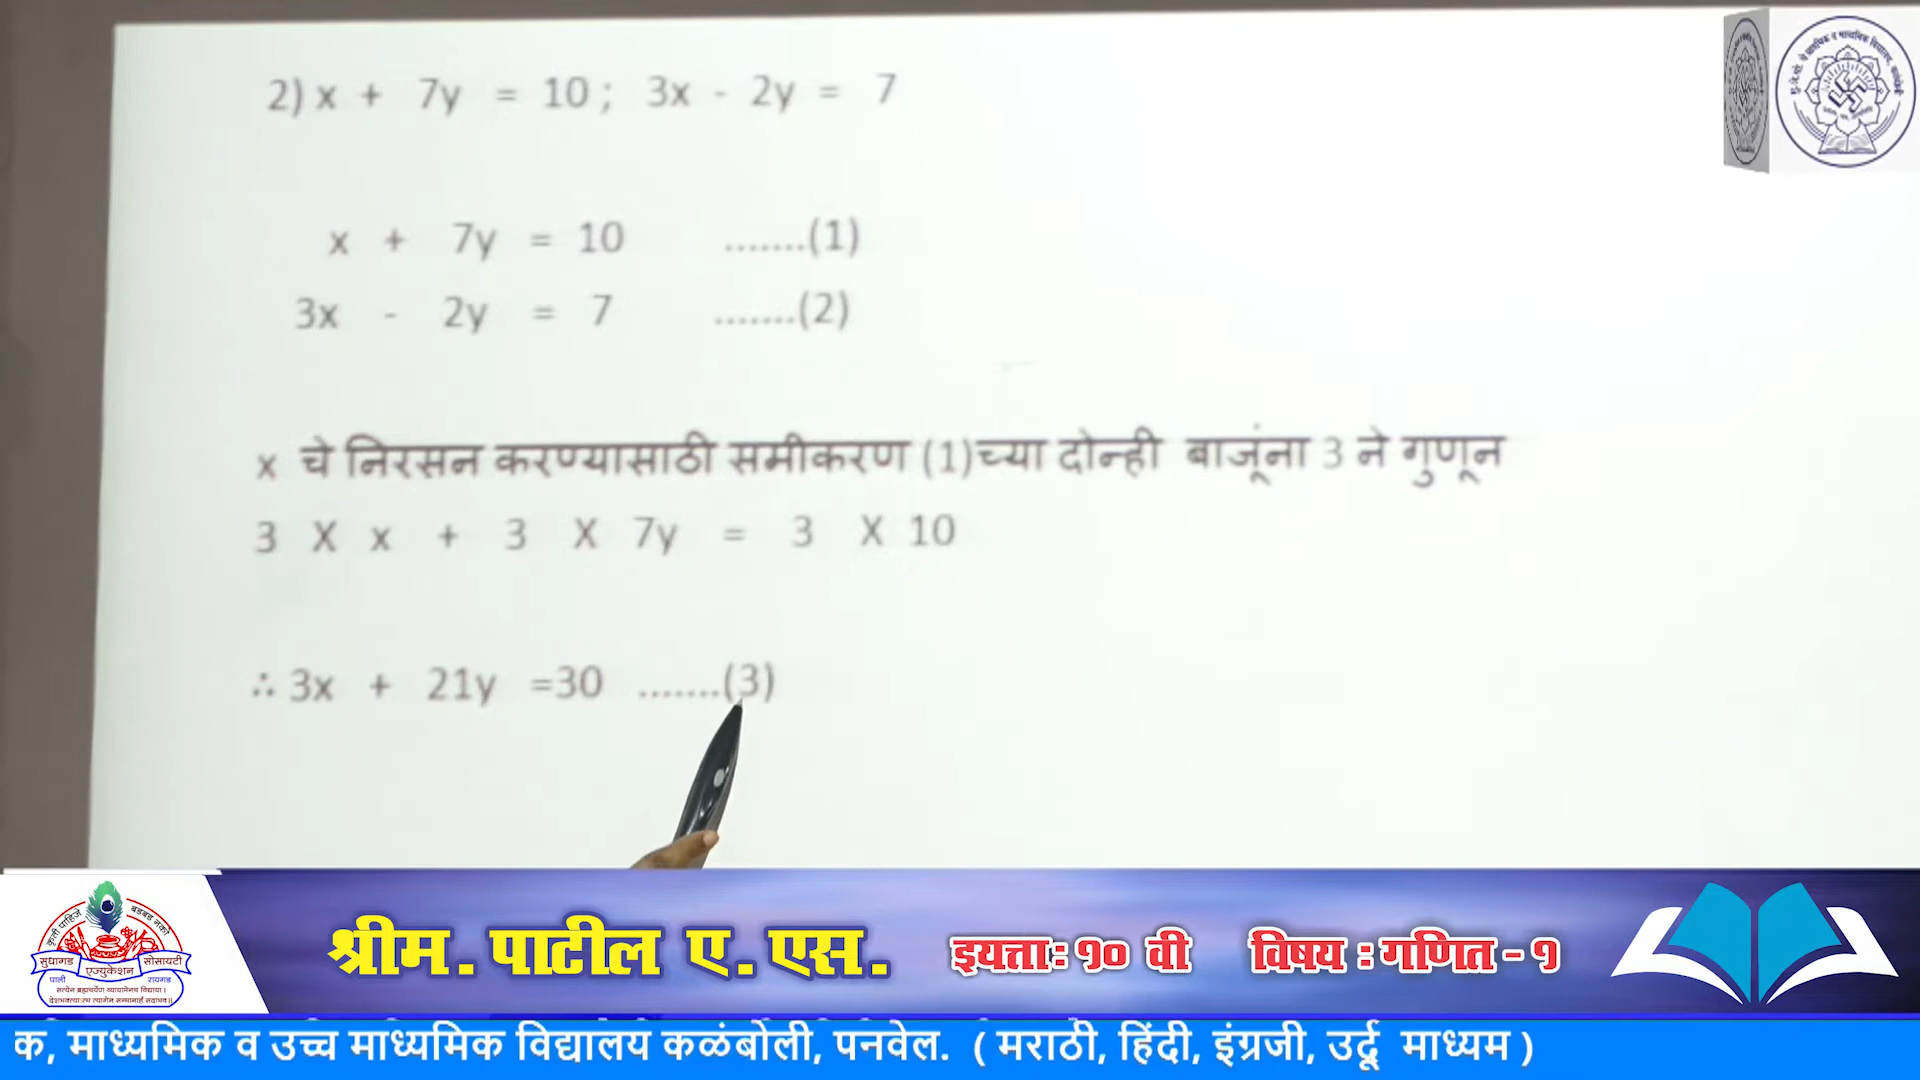 2) x + 7y = 10 ; 3x - 2y = 7
x + 7y = 10 .......(1)
3x - 2y = 7 .......(2)
x चे निरसन करण्यासाठी समीकरण (1)च्या दोन्ही बाजूंना 3 ने गुणून
3 X x + 3 X 7y = 3 X 10
∴ 3x + 21y =30 .......(3)
कृती पाहिजे बडबड नको
सुधागड एज्युकेशन सोसायटी
पाली रायगड
श्रीम. पाटील ए. एस.
इयत्ता: १० वी विषय : गणित - १
क, माध्यमिक व उच्च माध्यमिक विद्यालय कळंबोली, पनवेल. ( मराठी, हिंदी, इंग्रजी, उर्दू माध्यम )